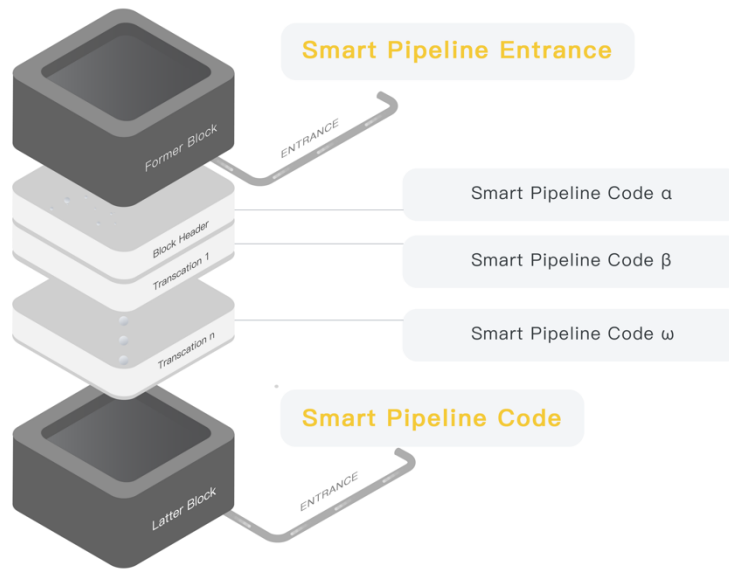 Smart Pipeline Entrance
Former Block
ENTRANCE
Smart Pipeline Code α
Block Header
Smart Pipeline Code β
Transcation 1
Smart Pipeline Code ω
Transcation n
Smart Pipeline Code
Latter Block
ENTRANCE